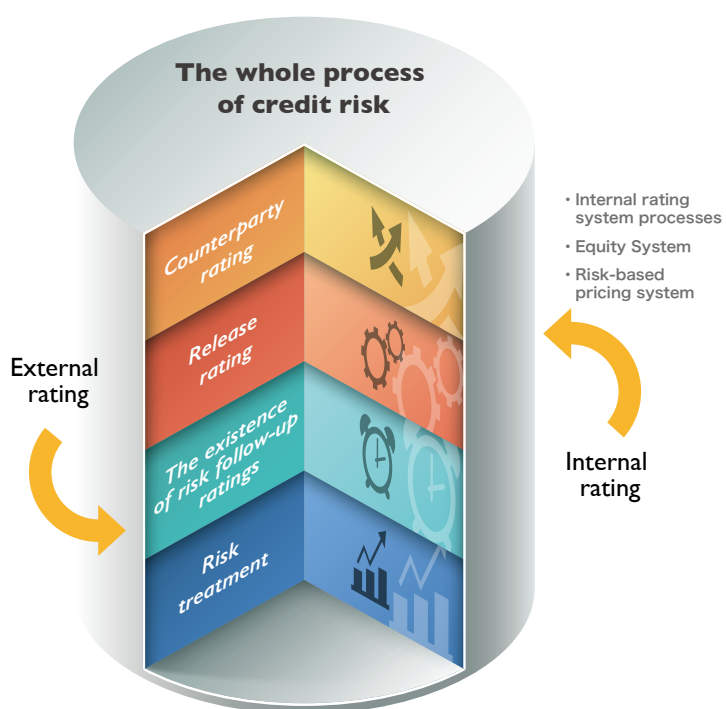 The whole process
of credit risk
Counterparty
rating
Release
rating
The existence
of risk follow-up
ratings
Risk
treatment
External
rating
· Internal rating
system processes
· Equity System
· Risk-based
pricing system
Internal
rating